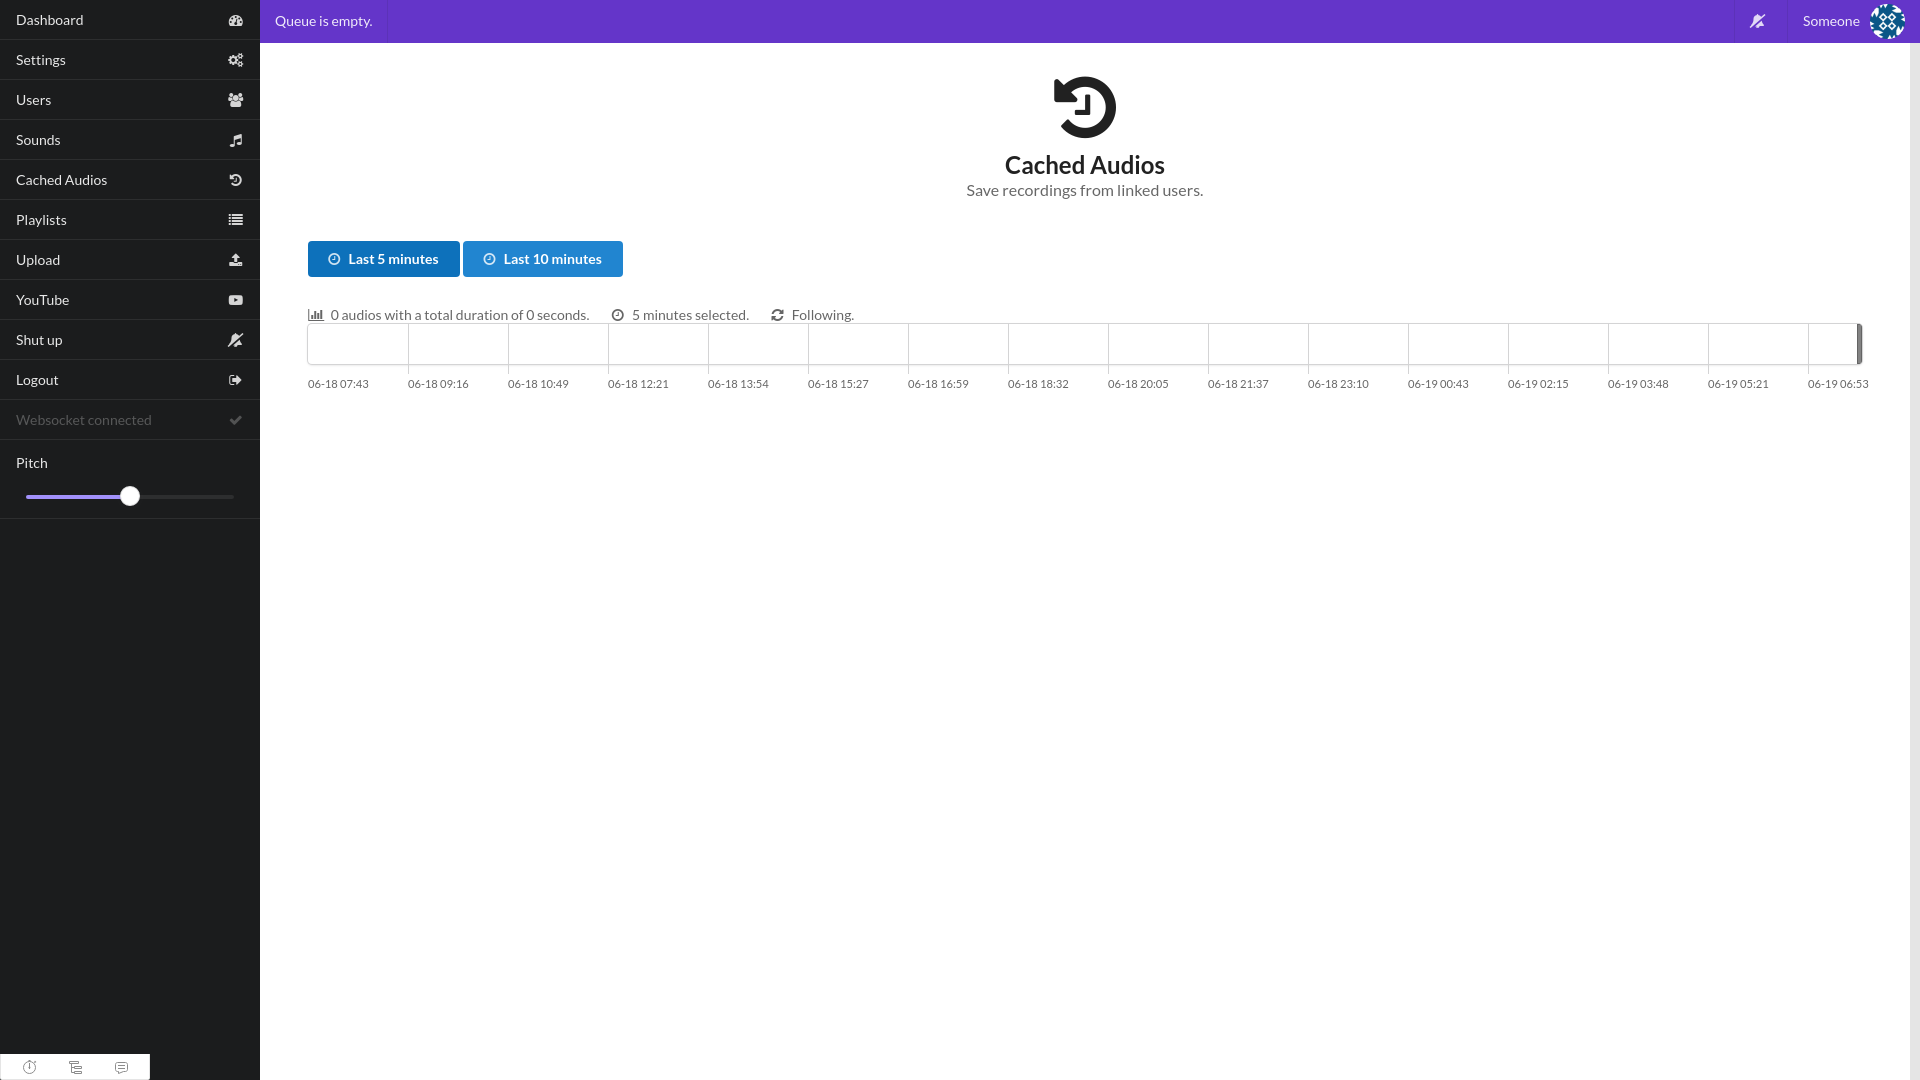 Dashboard
Settings
Users
Sounds
Cached Audios
Playlists
Upload
YouTube
Shut up
Logout
Websocket connected
Pitch
Queue is empty.
Someone
Cached Audios
Save recordings from linked users.
Last 5 minutes
Last 10 minutes
0 audios with a total duration of 0 seconds. 5 minutes selected. Following.
06-18 07:43 06-18 09:16 06-18 10:49 06-18 12:21 06-18 13:54 06-18 15:27 06-18 16:59 06-18 18:32 06-18 20:05 06-18 21:37 06-18 23:10 06-19 00:43 06-19 02:15 06-19 03:48 06-19 05:21 06-19 06:53